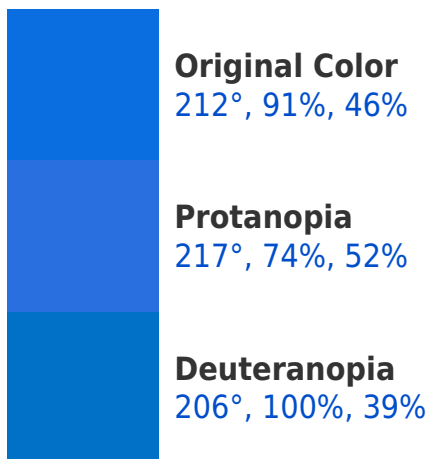 Original Color
212°, 91%, 46%
Protanopia
217°, 74%, 52%
Deuteranopia
206°, 100%, 39%